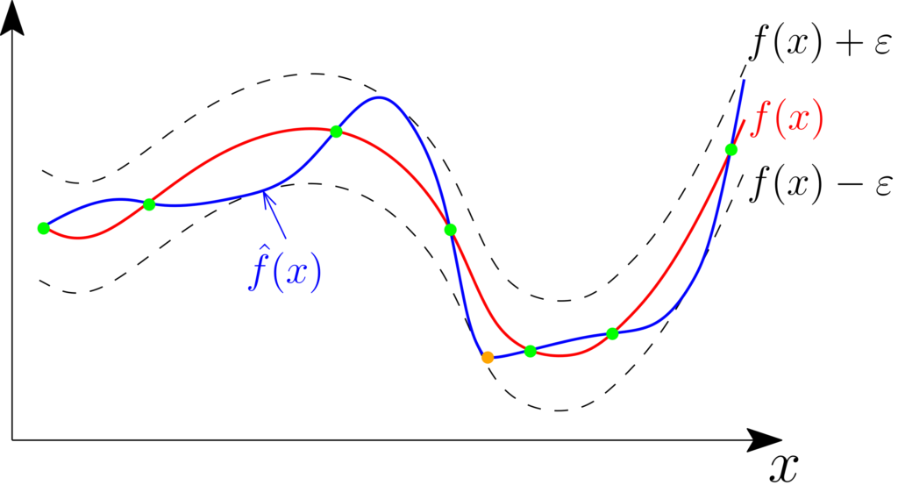 f(x) + ε
f(x)
f(x) − ε
f̂(x)
x